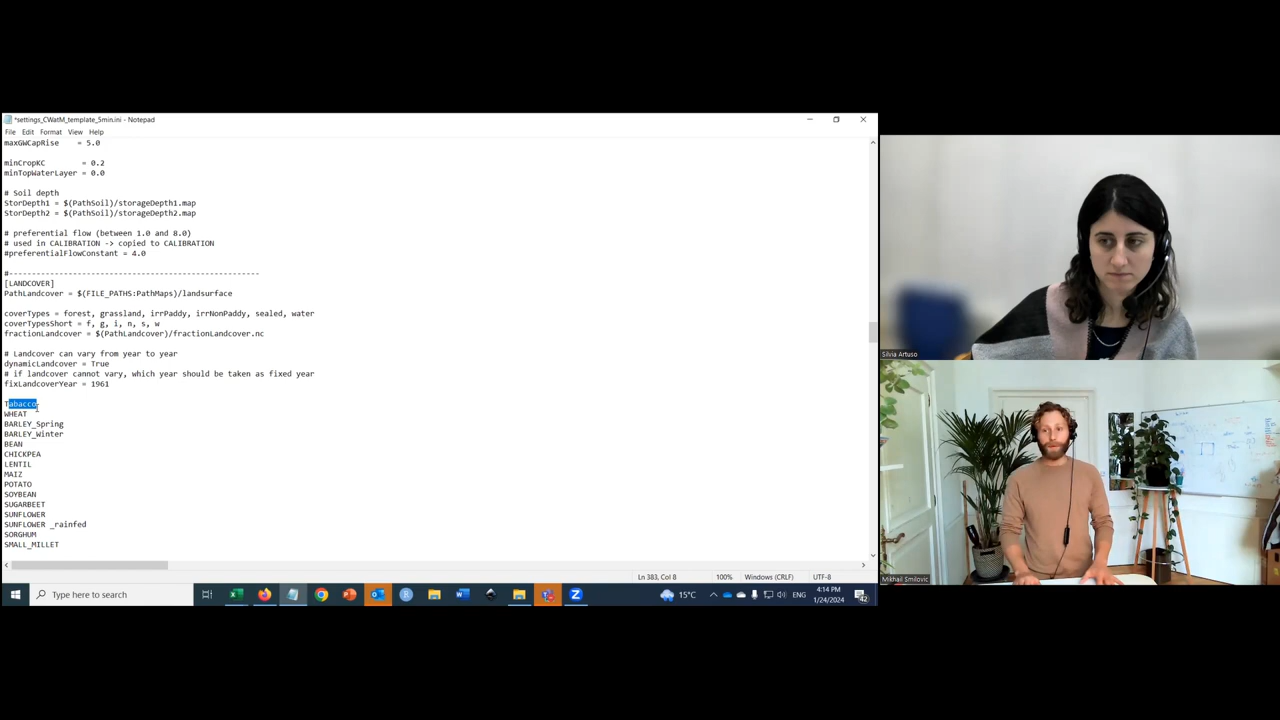 *settings_CWatM_template_5min.ini - Notepad
File Edit Format View Help
maxGWCapRise = 5.0
minCropKC = 0.2
minTopWaterLayer = 0.0
# Soil depth
StorDepth1 = $(PathSoil)/storageDepth1.map
StorDepth2 = $(PathSoil)/storageDepth2.map
# preferential flow (between 1.0 and 8.0)
# used in CALIBRATION -> copied to CALIBRATION
#preferentialFlowConstant = 4.0
#-------------------------------------------------------
[LANDCOVER]
PathLandcover = $(FILE_PATHS:PathMaps)/landsurface
coverTypes = forest, grassland, irrPaddy, irrNonPaddy, sealed, water
coverTypesShort = f, g, i, n, s, w
fractionLandcover = $(PathLandcover)/fractionLandcover.nc
# Landcover can vary from year to year
dynamicLandcover = True
# if landcover cannot vary, which year should be taken as fixed year
fixLandcoverYear = 1961
Tabacco
WHEAT
BARLEY_Spring
BARLEY_Winter
BEAN
CHICKPEA
LENTIL
MAIZ
POTATO
SOYBEAN
SUGARBEET
SUNFLOWER
SUNFLOWER _rainfed
SORGHUM
SMALL_MILLET
Ln 383, Col 8 100% Windows (CRLF) UTF-8
Type here to search
15°C ENG 4:14 PM
1/24/2024
42
Silvia Artuso
Mikhail Smilovic